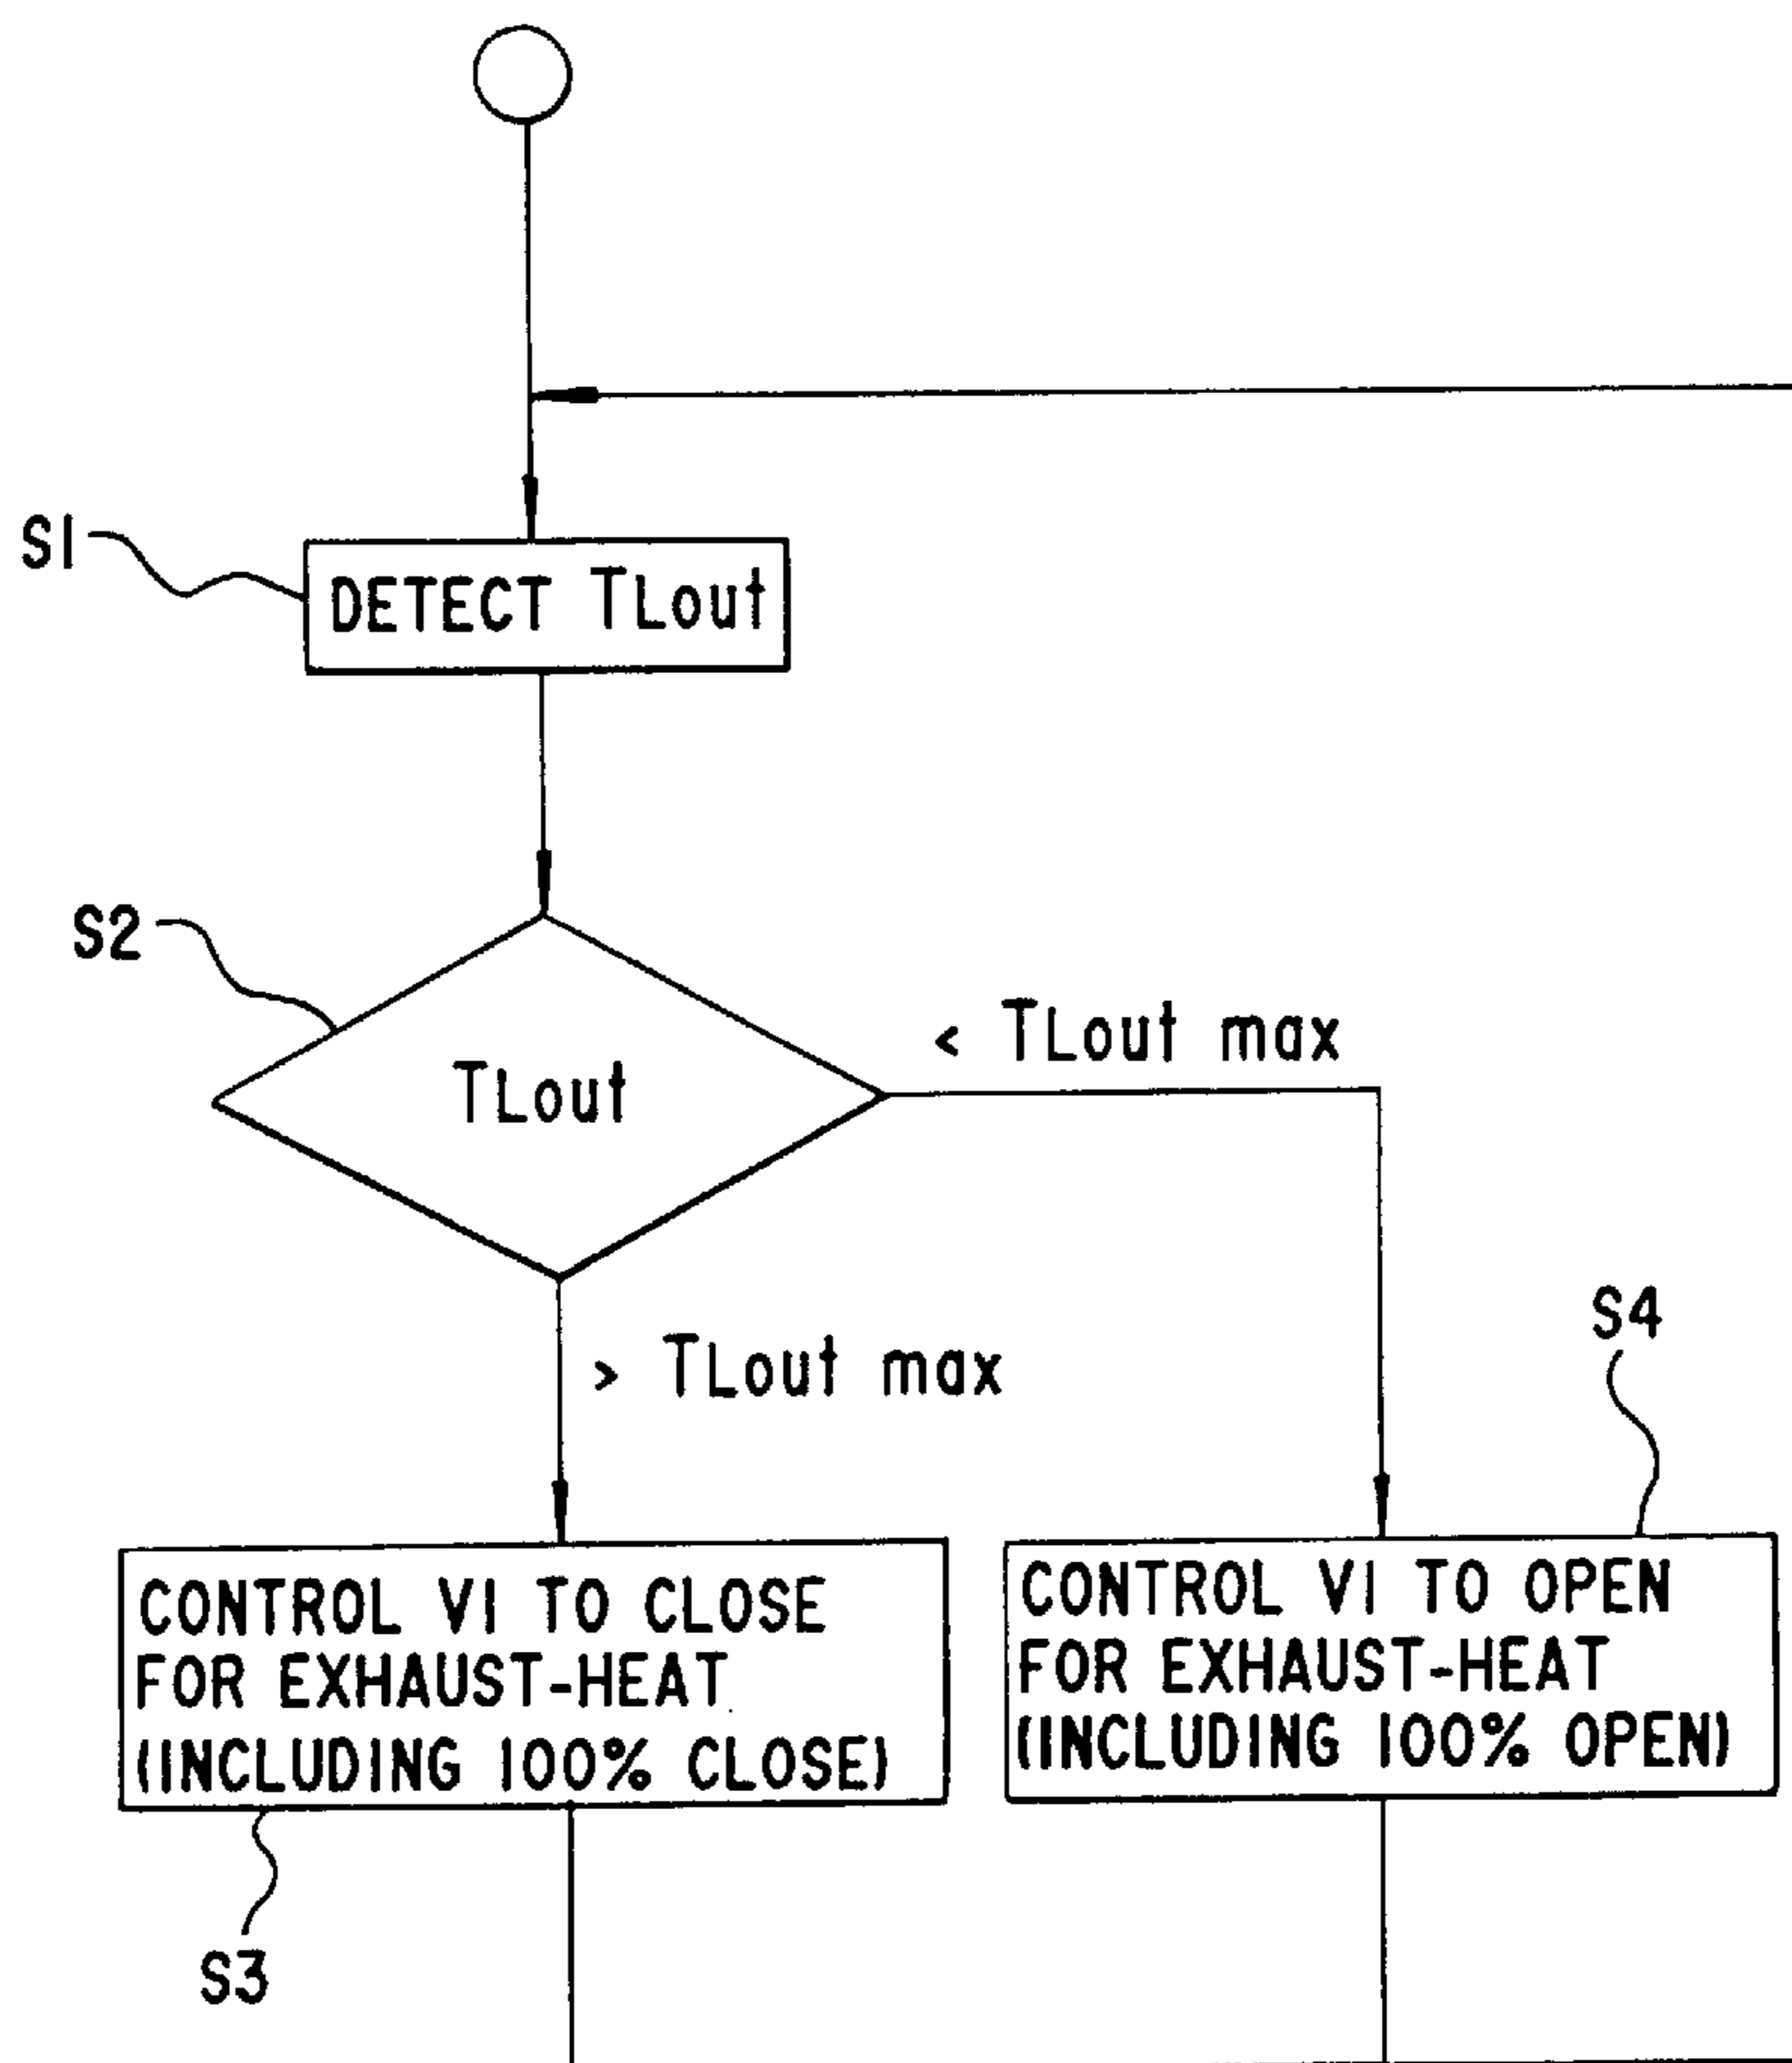 S1
DETECT TLout
S2
TLout
< TLout max
> TLout max
S4
CONTROL V1 TO CLOSE
FOR EXHAUST-HEAT
(INCLUDING 100% CLOSE)
CONTROL V1 TO OPEN
FOR EXHAUST-HEAT
(INCLUDING 100% OPEN)
S3